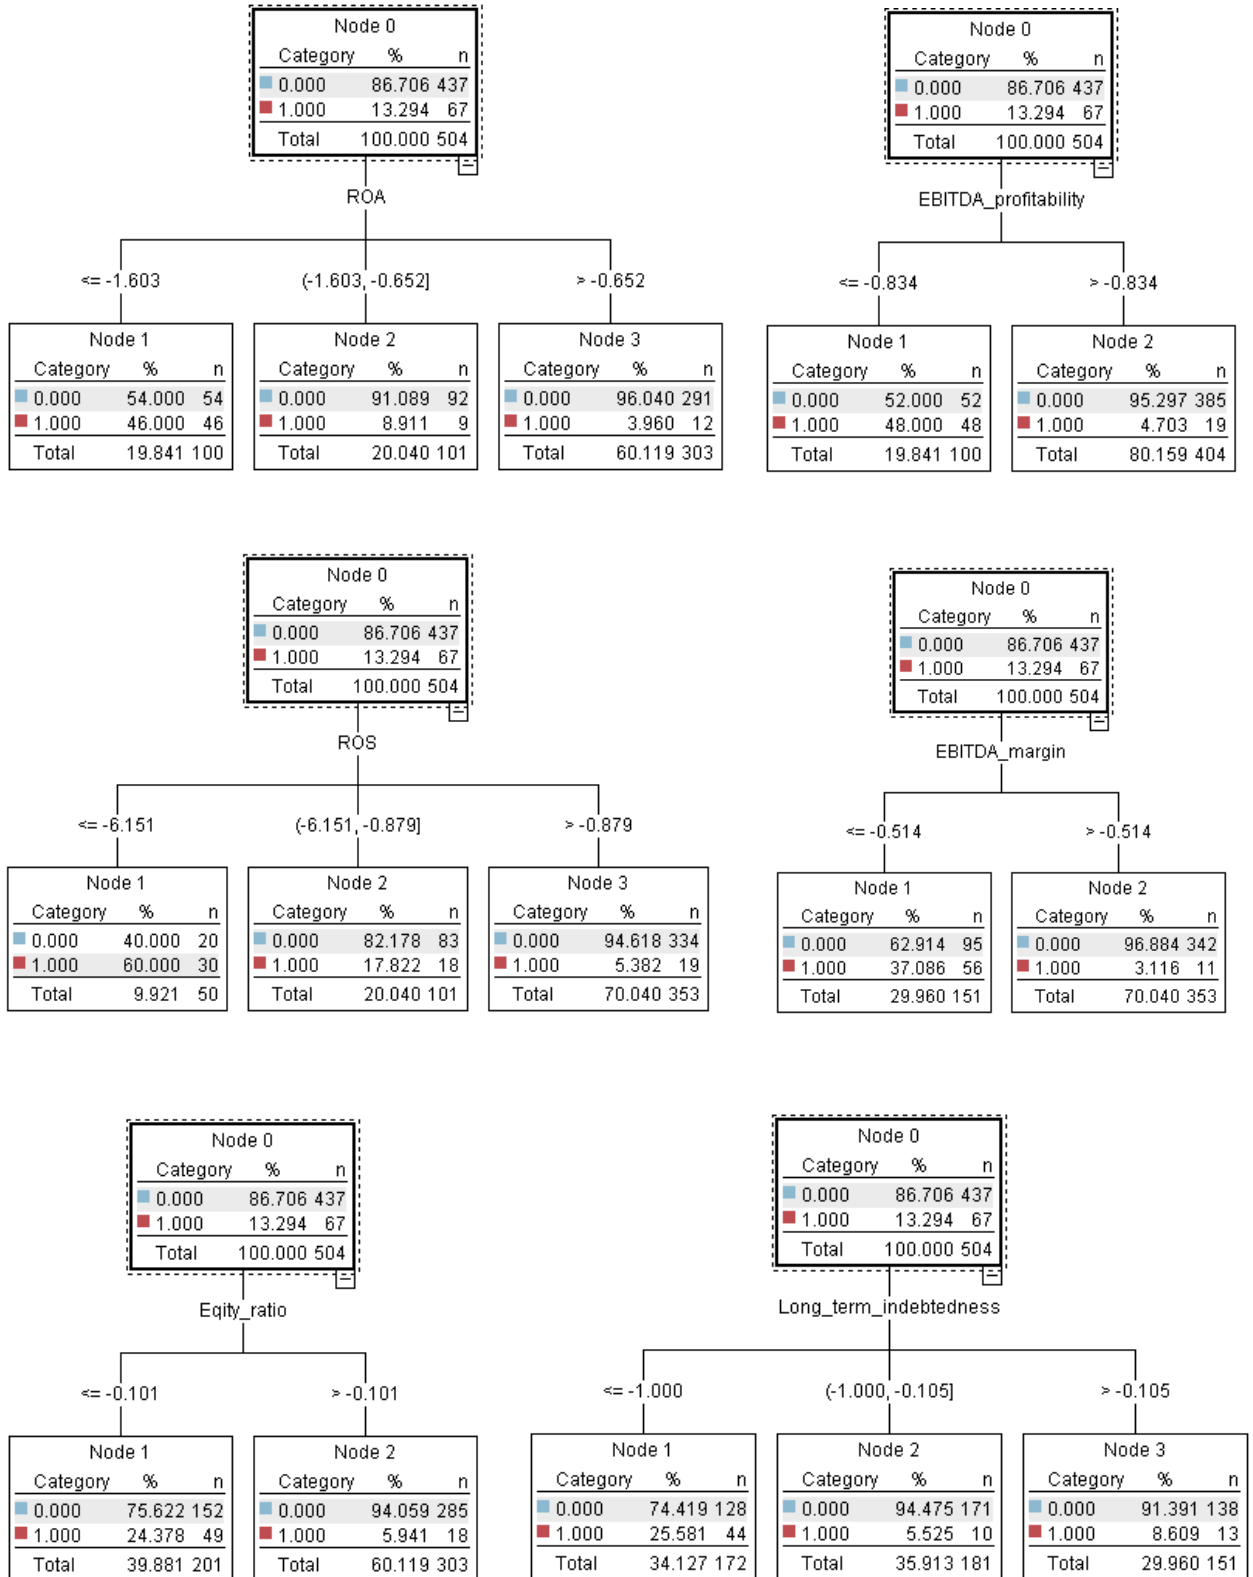 Node 0
Category % n
0.000 86.706 437
1.000 13.294 67
Total 100.000 504
ROA
<= -1.603
(-1.603, -0.652]
> -0.652
Node 1
Category % n
0.000 54.000 54
1.000 46.000 46
Total 19.841 100
Node 2
Category % n
0.000 91.089 92
1.000 8.911 9
Total 20.040 101
Node 3
Category % n
0.000 96.040 291
1.000 3.960 12
Total 60.119 303
Node 0
Category % n
0.000 86.706 437
1.000 13.294 67
Total 100.000 504
EBITDA_profitability
<= -0.834
> -0.834
Node 1
Category % n
0.000 52.000 52
1.000 48.000 48
Total 19.841 100
Node 2
Category % n
0.000 95.297 385
1.000 4.703 19
Total 80.159 404
Node 0
Category % n
0.000 86.706 437
1.000 13.294 67
Total 100.000 504
ROS
<= -6.151
(-6.151, -0.879]
> -0.879
Node 1
Category % n
0.000 40.000 20
1.000 60.000 30
Total 9.921 50
Node 2
Category % n
0.000 82.178 83
1.000 17.822 18
Total 20.040 101
Node 3
Category % n
0.000 94.618 334
1.000 5.382 19
Total 70.040 353
Node 0
Category % n
0.000 86.706 437
1.000 13.294 67
Total 100.000 504
EBITDA_margin
<= -0.514
> -0.514
Node 1
Category % n
0.000 62.914 95
1.000 37.086 56
Total 29.960 151
Node 2
Category % n
0.000 96.884 342
1.000 3.116 11
Total 70.040 353
Node 0
Category % n
0.000 86.706 437
1.000 13.294 67
Total 100.000 504
Eqity_ratio
<= -0.101
> -0.101
Node 1
Category % n
0.000 75.622 152
1.000 24.378 49
Total 39.881 201
Node 2
Category % n
0.000 94.059 285
1.000 5.941 18
Total 60.119 303
Node 0
Category % n
0.000 86.706 437
1.000 13.294 67
Total 100.000 504
Long_term_indebtedness
<= -1.000
(-1.000, -0.105]
> -0.105
Node 1
Category % n
0.000 74.419 128
1.000 25.581 44
Total 34.127 172
Node 2
Category % n
0.000 94.475 171
1.000 5.525 10
Total 35.913 181
Node 3
Category % n
0.000 91.391 138
1.000 8.609 13
Total 29.960 151